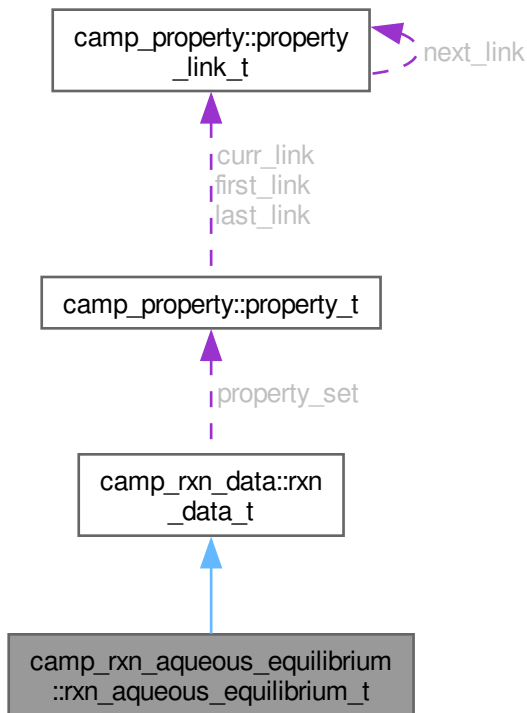 camp_property::property
_link_t
next_link
curr_link
first_link
last_link
camp_property::property_t
property_set
camp_rxn_data::rxn
_data_t
camp_rxn_aqueous_equilibrium
::rxn_aqueous_equilibrium_t